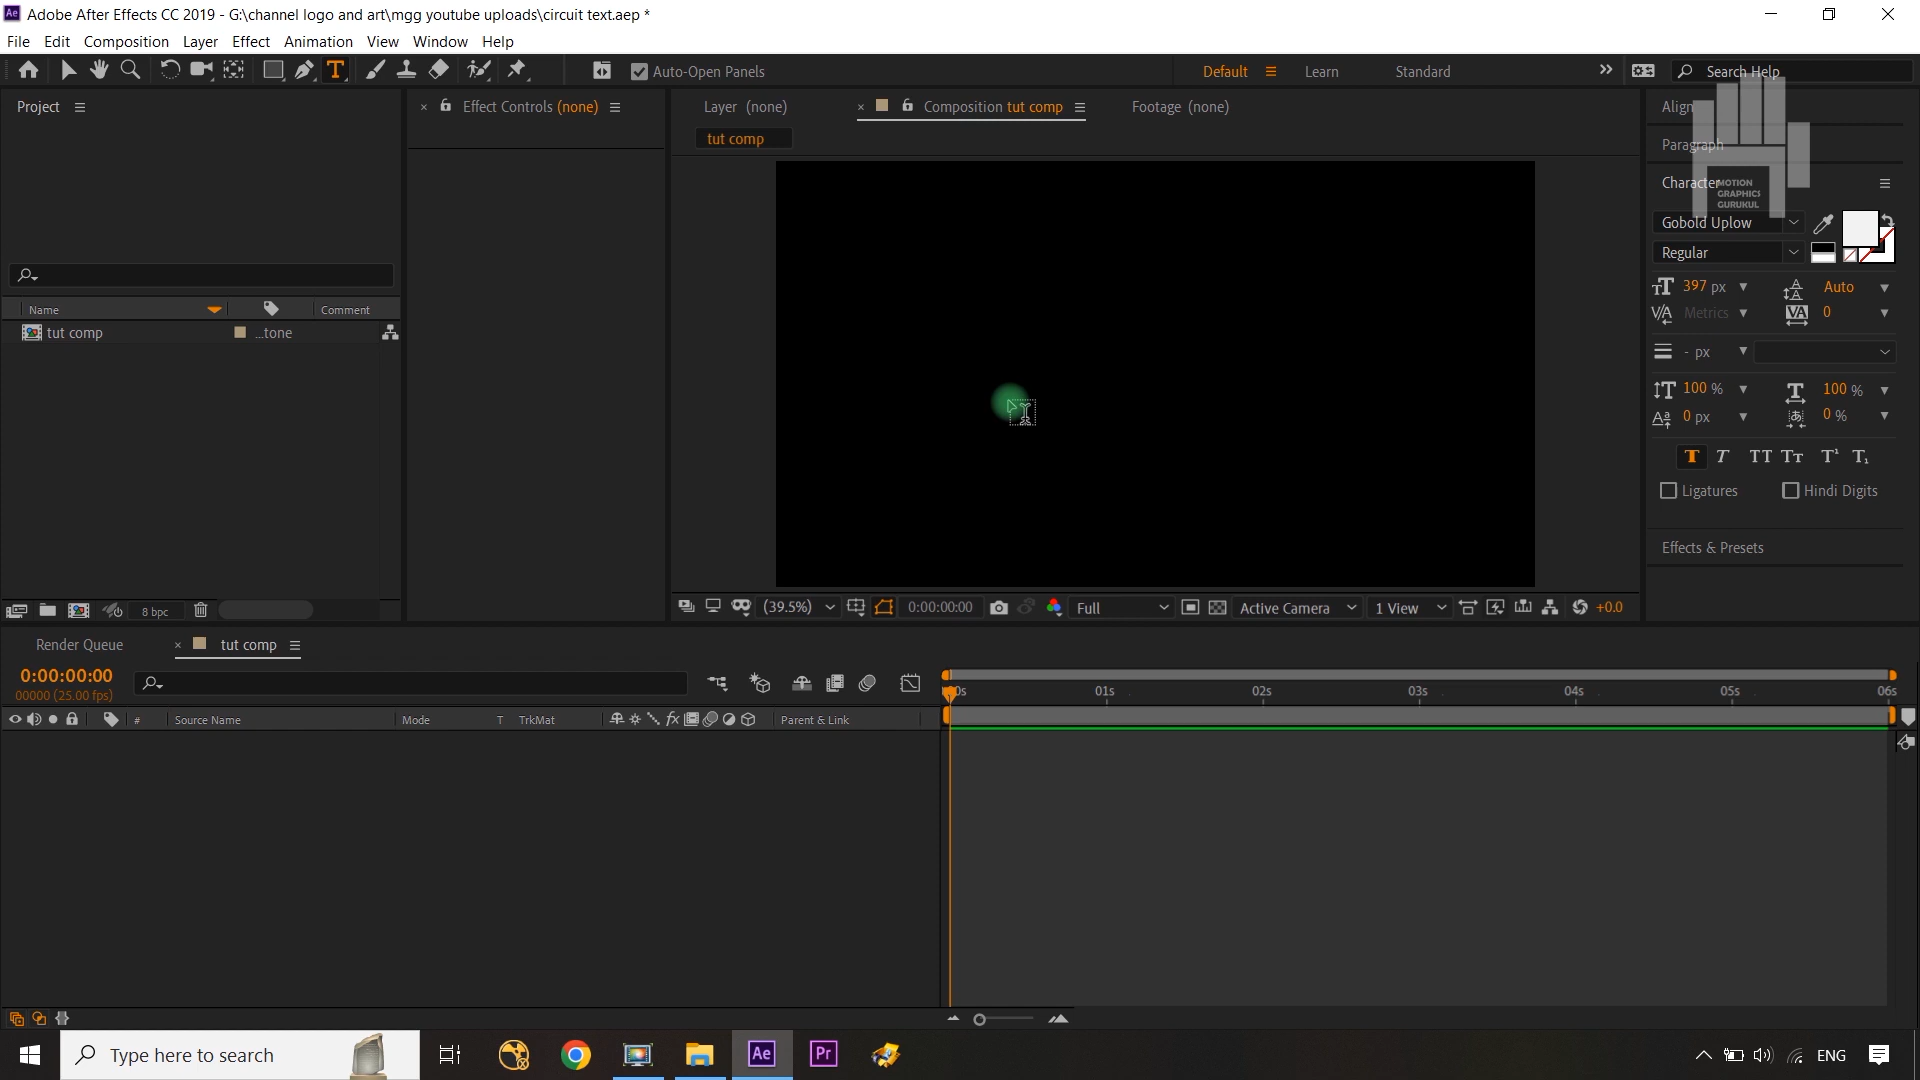 Adobe After Effects CC 2019 - G:\channel logo and art\mgg youtube uploads\circuit text.aep *
File Edit Composition Layer Effect Animation View Window Help
Auto-Open Panels
Default
Learn
Standard
Search Help
Project
Effect Controls (none)
Layer (none)
Composition tut comp
Footage (none)
tut comp
Align
Paragraph
Character
MOTION
GRAPHICS
GURUKUL
Gobold Uplow
Regular
397 px
Auto
Metrics
0
- px
100 %
100 %
0 px
0 %
T T TT Tт T¹ T₁
Ligatures
Hindi Digits
Effects & Presets
Name
Comment
tut comp
...tone
8 bpc
(39.5%)
0:00:00:00
Full
Active Camera
1 View
+0.0
Render Queue
tut comp
0:00:00:00
00000 (25.00 fps)
0s 01s 02s 03s 04s 05s 06s
# Source Name Mode T TrkMat Parent & Link
Type here to search
Ae
Pr
ENG